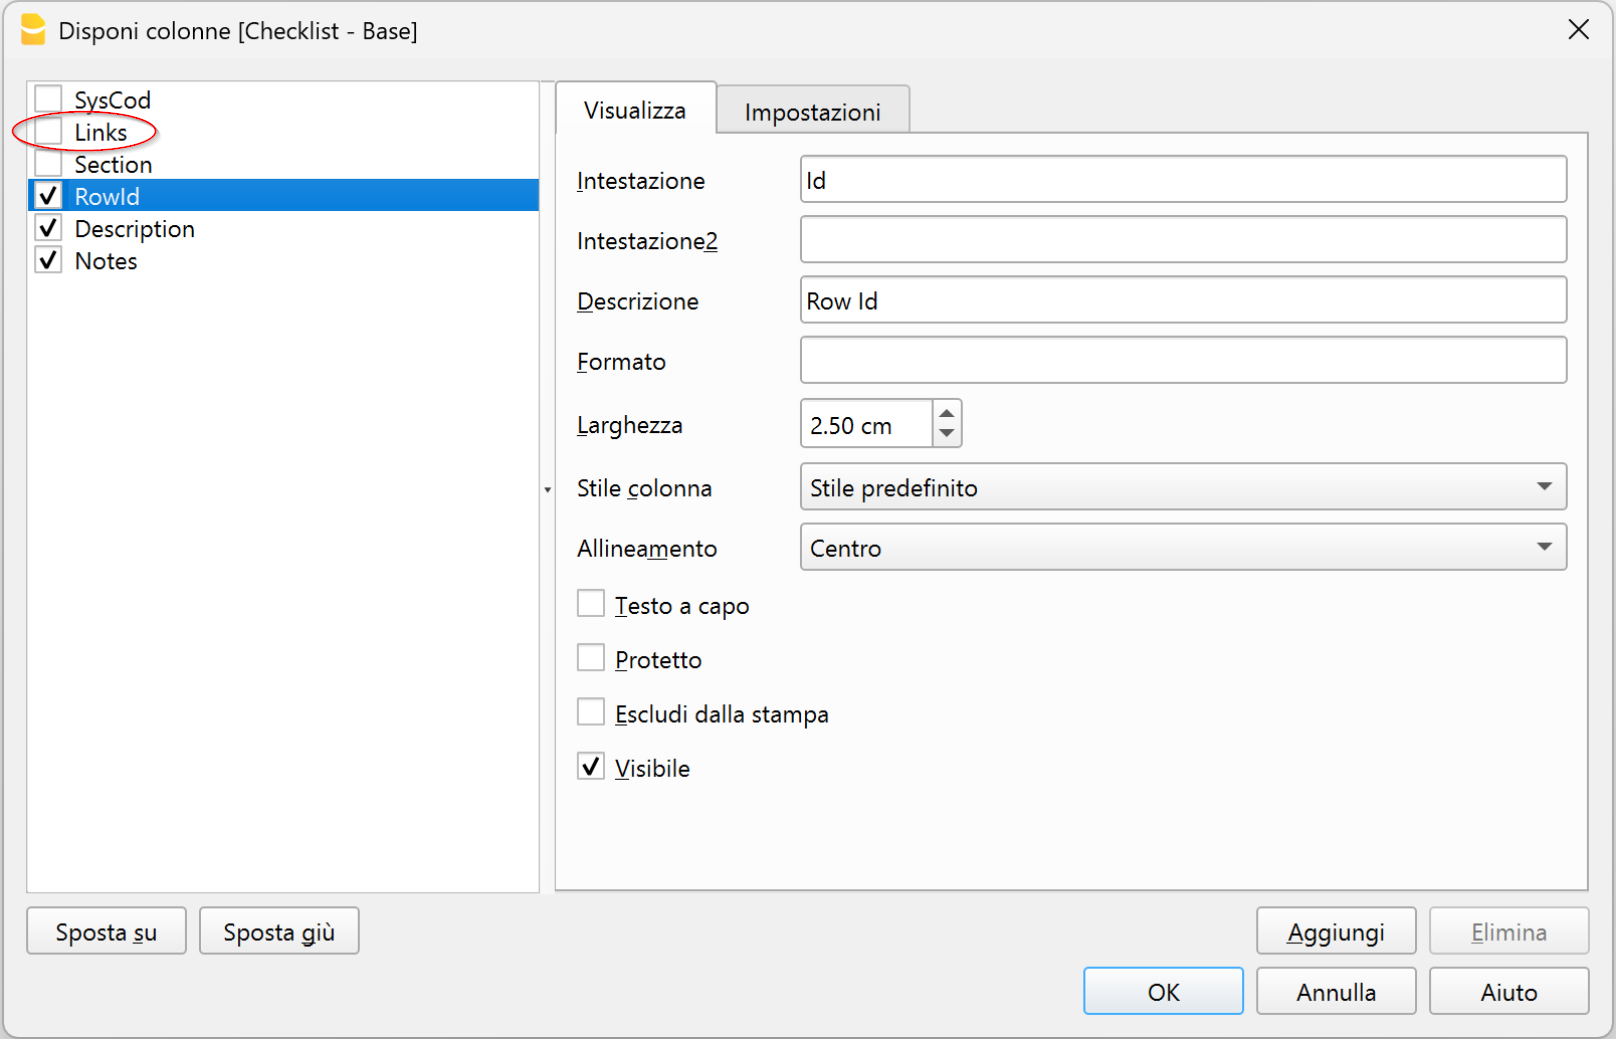 Disponi colonne [Checklist - Base]
SysCod
Links
Section
RowId
Description
Notes
Visualizza
Impostazioni
Intestazione
Id
Intestazione2
Descrizione
Row Id
Formato
Larghezza
2.50 cm
Stile colonna
Stile predefinito
Allineamento
Centro
Testo a capo
Protetto
Escludi dalla stampa
Visibile
Sposta su
Sposta giù
Aggiungi
Elimina
OK
Annulla
Aiuto